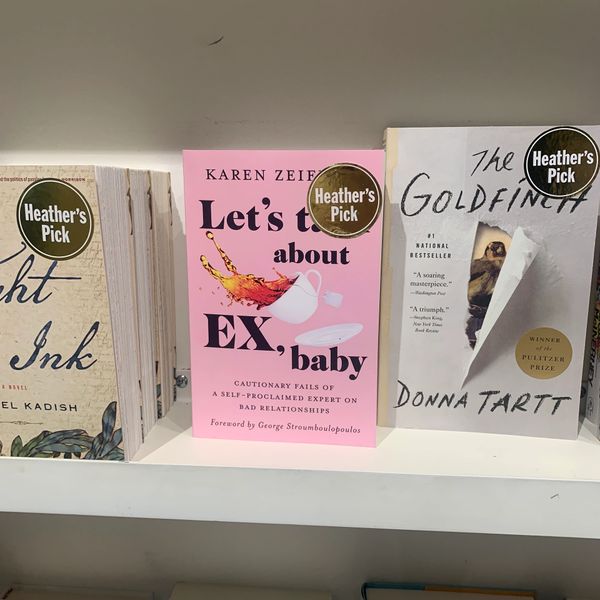 Heather's
Pick
Ink
A NOVEL
EL KADISH
KAREN
Heather's
Pick
Let's
about
EX,
baby
CAUTIONARY FAILS OF
A SELF-PROCLAIMED EXPERT ON
BAD RELATIONSHIPS
Foreword by George Stroumboulopoulos
The
GOLDFINCH
Heather's
Pick
#1
NATIONAL
BESTSELLER
"A soaring
masterpiece."
—Washington Post
"A triumph."
—Stephen King,
New York Times
Book Review
WINNER
of the
PULITZER
PRIZE
DONNA TARTT